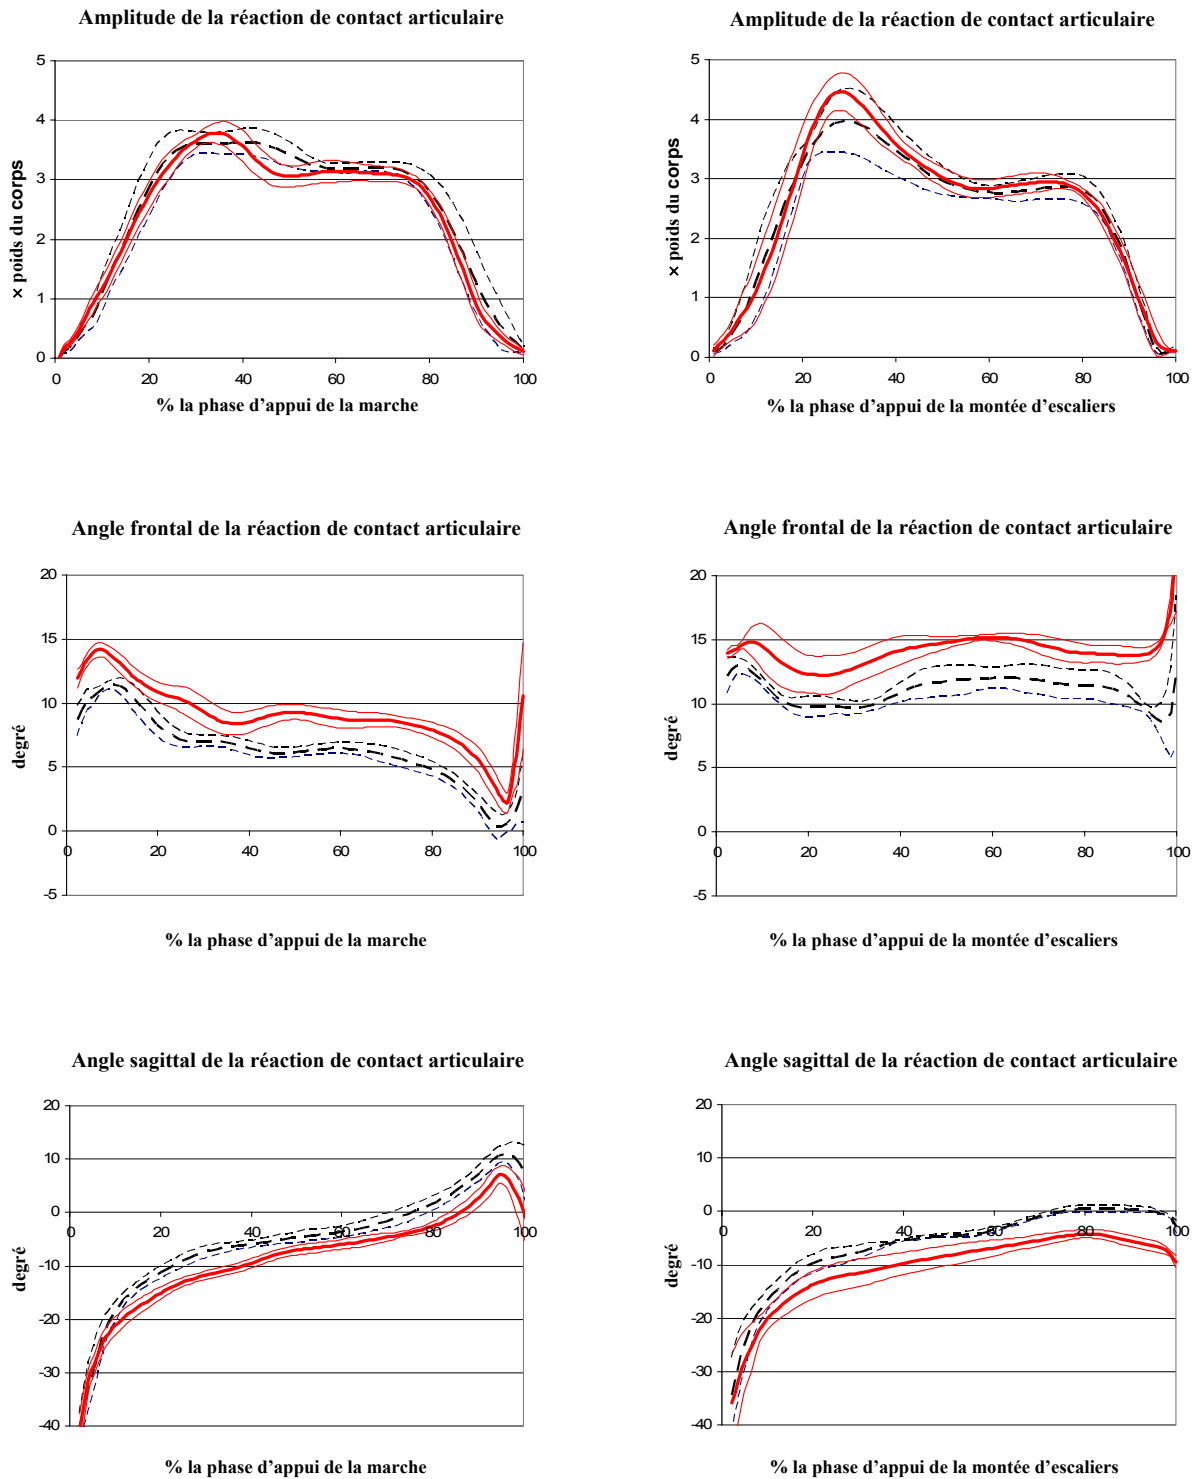 Amplitude de la réaction de contact articulaire
5
4
3
2
1
0
0 20 40 60 80 100
× poids du corps
% la phase d'appui de la marche
Amplitude de la réaction de contact articulaire
5
4
3
2
1
0
0 20 40 60 80 100
× poids du corps
% la phase d'appui de la montée d'escaliers
Angle frontal de la réaction de contact articulaire
20
15
10
5
0
-5
0 20 40 60 80 100
degré
% la phase d'appui de la marche
Angle frontal de la réaction de contact articulaire
20
15
10
5
0
-5
0 20 40 60 80 100
degré
% la phase d'appui de la montée d'escaliers
Angle sagittal de la réaction de contact articulaire
20
10
0
-10
-20
-30
-40
0 20 40 60 80 100
degré
% la phase d'appui de la marche
Angle sagittal de la réaction de contact articulaire
20
10
0
-10
-20
-30
-40
0 20 40 60 80 100
degré
% la phase d'appui de la montée d'escaliers